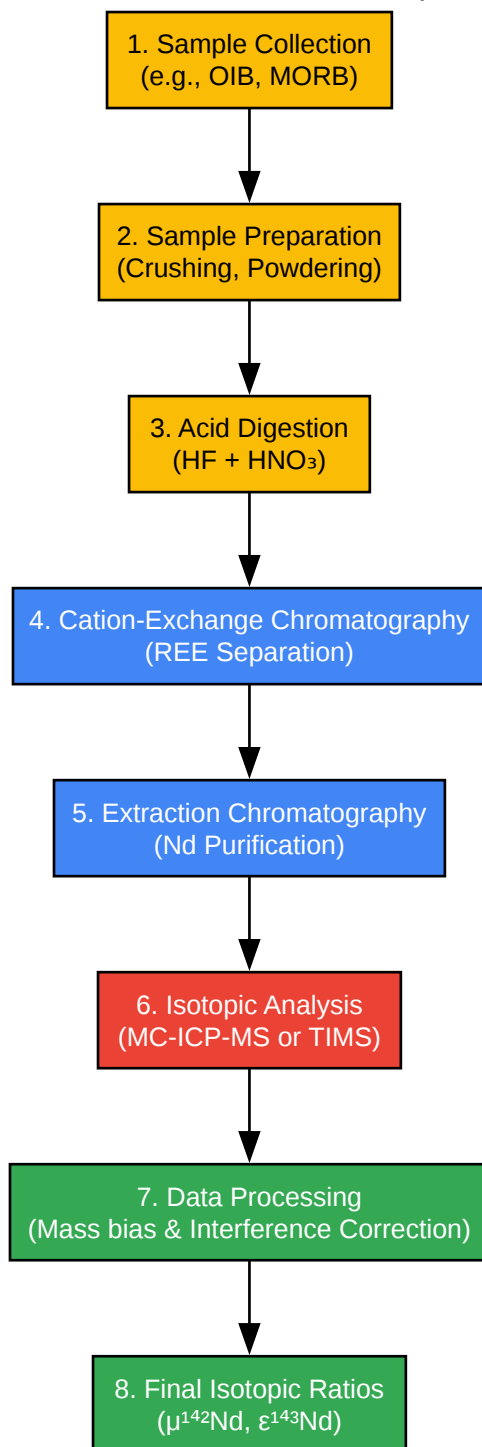 1. Sample Collection
(e.g., OIB, MORB)
2. Sample Preparation
(Crushing, Powdering)
3. Acid Digestion
(HF + HNO₃)
4. Cation-Exchange Chromatography
(REE Separation)
5. Extraction Chromatography
(Nd Purification)
6. Isotopic Analysis
(MC-ICP-MS or TIMS)
7. Data Processing
(Mass bias & Interference Correction)
8. Final Isotopic Ratios
(μ¹⁴²Nd, ε¹⁴³Nd)